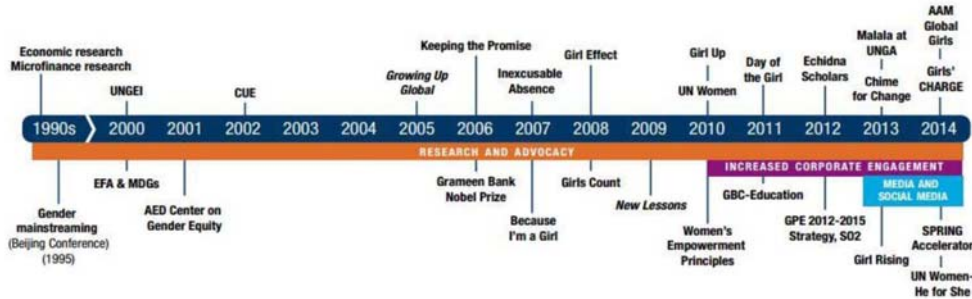 Economic research
Microfinance research
UNGEI
CUE
Growing Up
Global
Keeping the Promise
Inexcusable
Absence
Girl Effect
Girl Up
UN Women
Day of
the Girl
Echidna
Scholars
Malala at
UNGA
Chime
for Change
AAM
Global
Girls
Girls'
CHARGE
1990s 2000 2001 2002 2003 2004 2005 2006 2007 2008 2009 2010 2011 2012 2013 2014
RESEARCH AND ADVOCACY
INCREASED CORPORATE ENGAGEMENT
MEDIA AND
SOCIAL MEDIA
Gender
mainstreaming
(Beijing Conference)
(1995)
EFA & MDGs
AED Center on
Gender Equity
Grameen Bank
Nobel Prize
Because
I'm a Girl
Girls Count
New Lessons
Women's
Empowerment
Principles
GBC-Education
GPE 2012-2015
Strategy, SO2
Girl Rising
SPRING
Accelerator
UN Women-
He for She